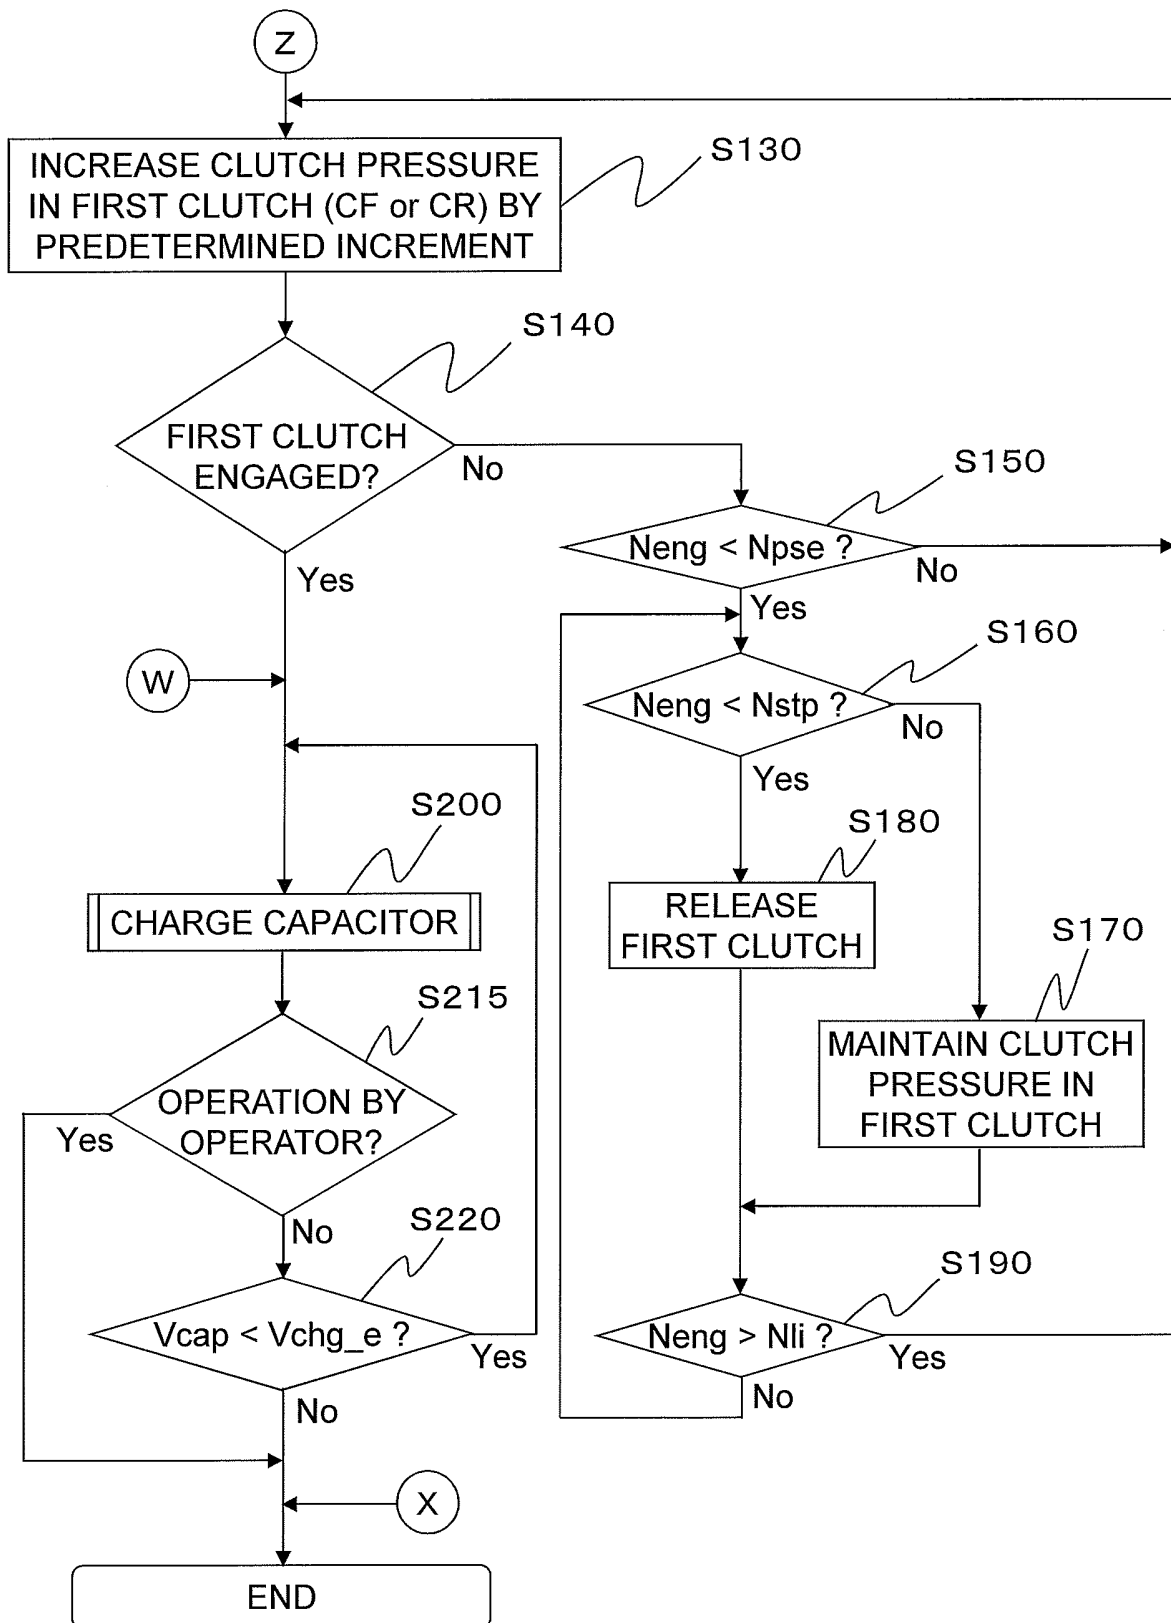 Z
S130
INCREASE CLUTCH PRESSURE
IN FIRST CLUTCH (CF or CR) BY
PREDETERMINED INCREMENT
S140
FIRST CLUTCH
ENGAGED?
No
Yes
S150
Neng < Npse ?
No
Yes
W
S160
Neng < Nstp ?
No
Yes
S200
CHARGE CAPACITOR
S180
RELEASE
FIRST CLUTCH
S170
MAINTAIN CLUTCH
PRESSURE IN
FIRST CLUTCH
S215
OPERATION BY
OPERATOR?
Yes
No
S220
Vcap < Vchg_e ?
Yes
No
S190
Neng > Nli ?
Yes
No
X
END